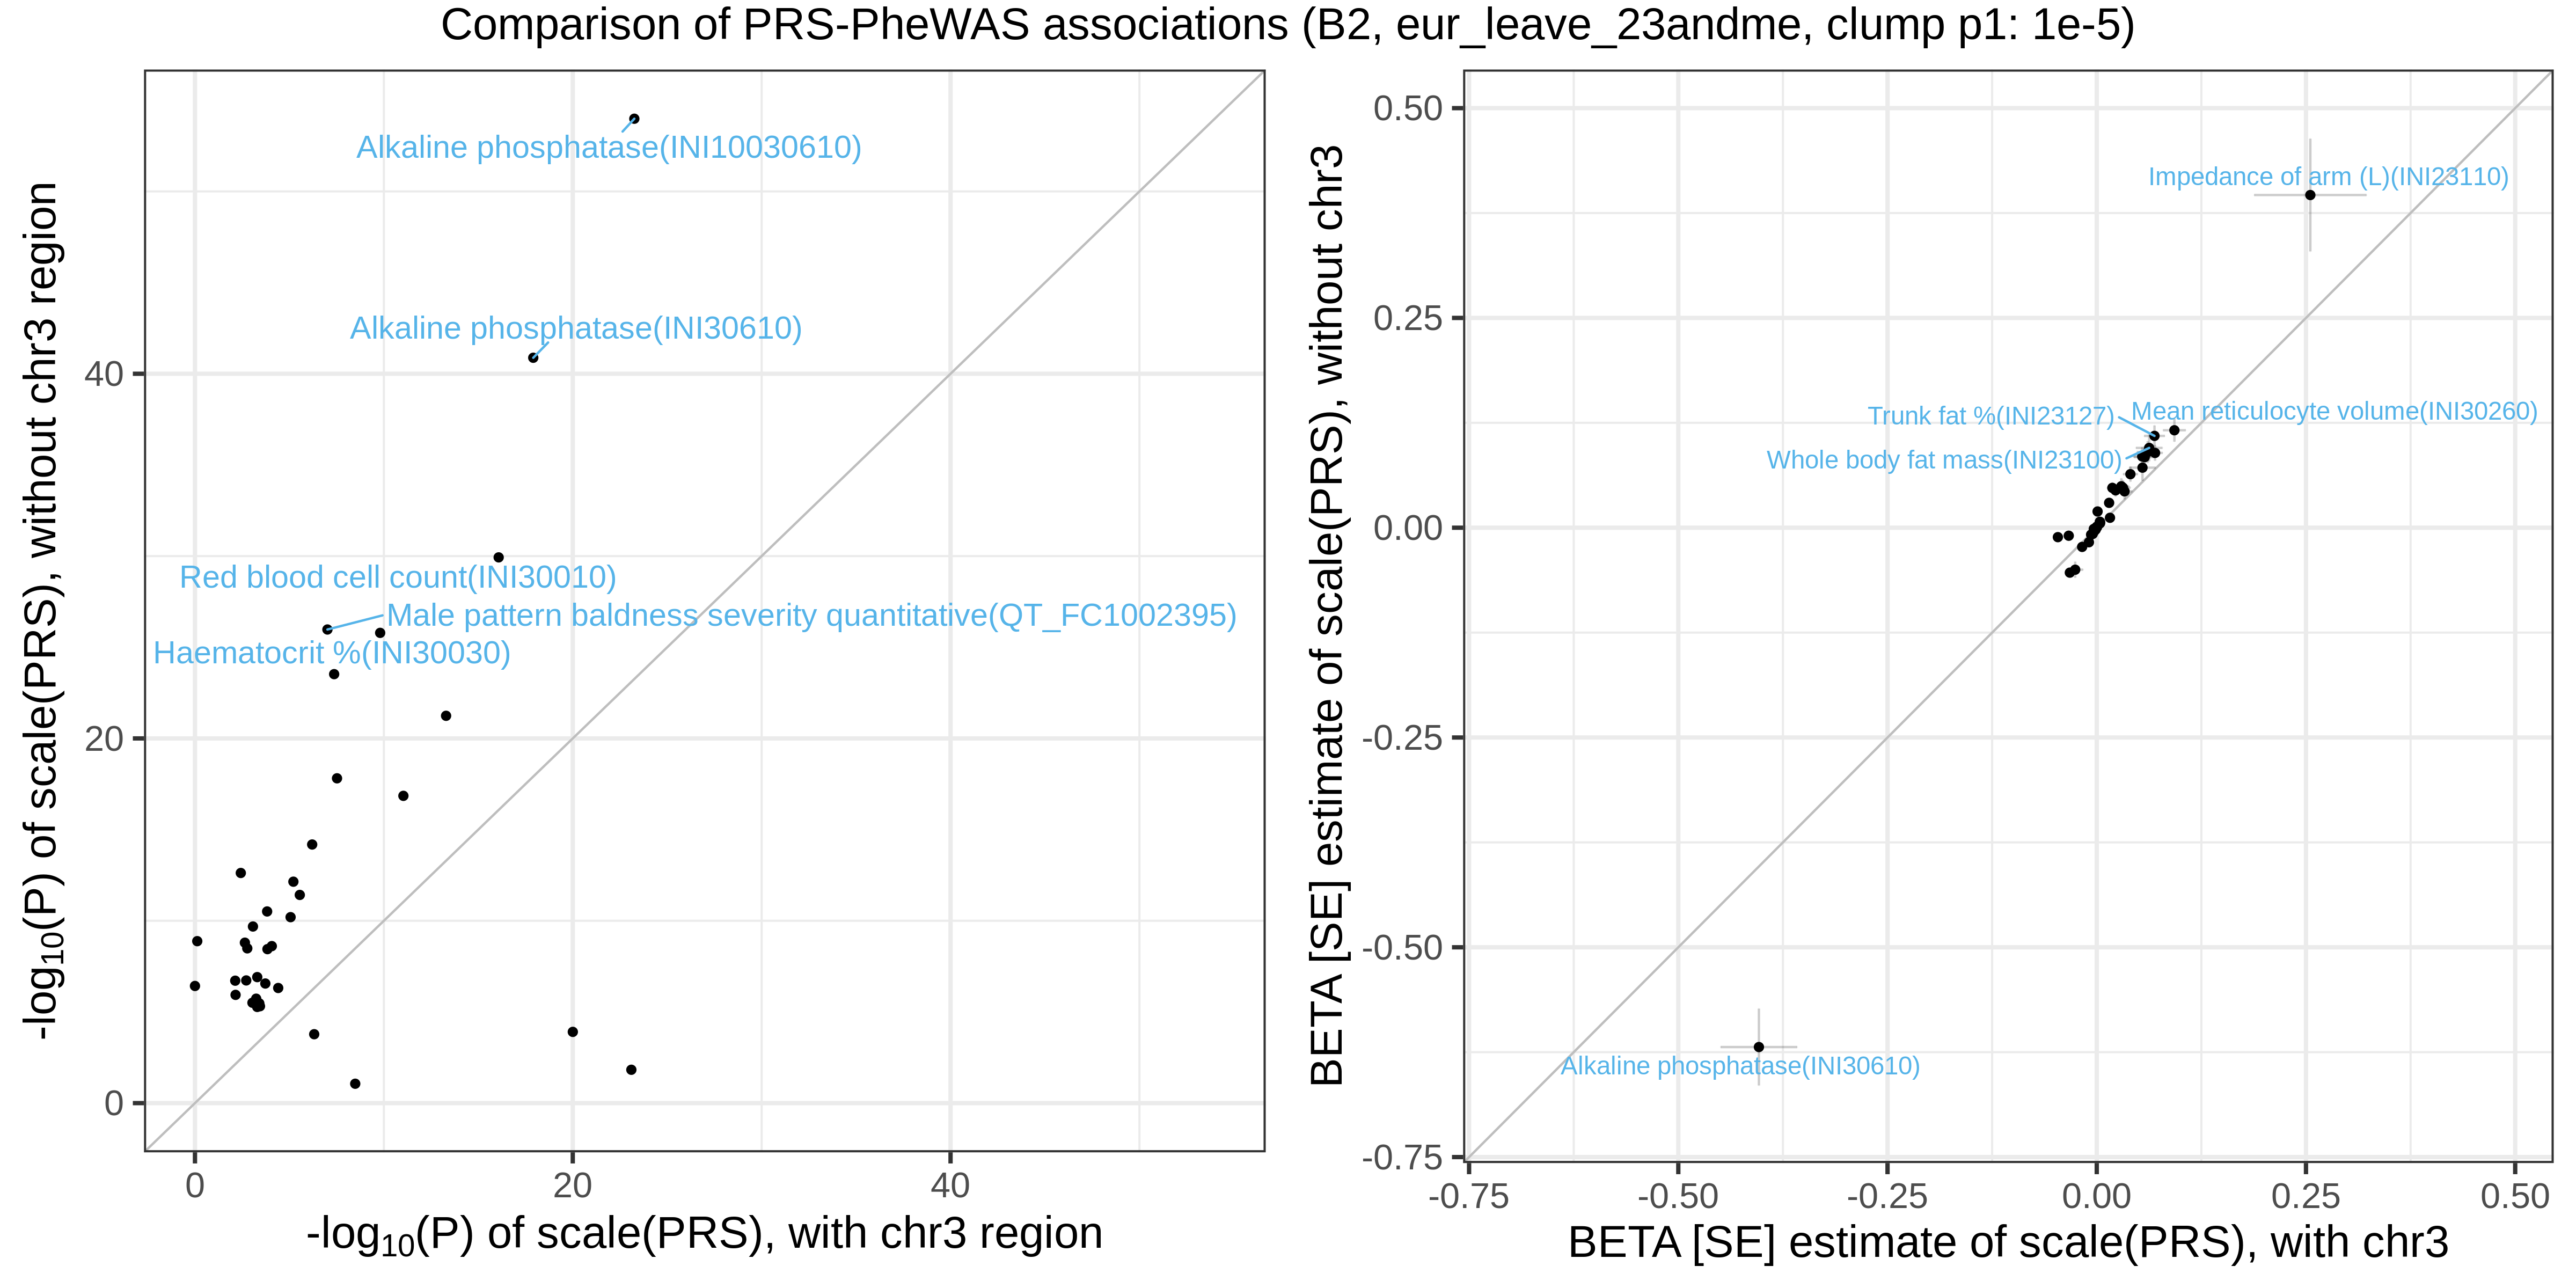 Comparison of PRS-PheWAS associations (B2, eur_leave_23andme, clump p1: 1e-5)
-log10(P) of scale(PRS), without chr3 region
40
20
0
Alkaline phosphatase(INI10030610)
Alkaline phosphatase(INI30610)
Red blood cell count(INI30010)
Male pattern baldness severity quantitative(QT_FC1002395)
Haematocrit %(INI30030)
0
20
40
-log10(P) of scale(PRS), with chr3 region
BETA [SE] estimate of scale(PRS), without chr3
0.50
0.25
0.00
-0.25
-0.50
-0.75
Impedance of arm (L)(INI23110)
Mean reticulocyte volume(INI30260)
Trunk fat %(INI23127)
Whole body fat mass(INI23100)
Alkaline phosphatase(INI30610)
-0.75
-0.50
-0.25
0.00
0.25
0.50
BETA [SE] estimate of scale(PRS), with chr3